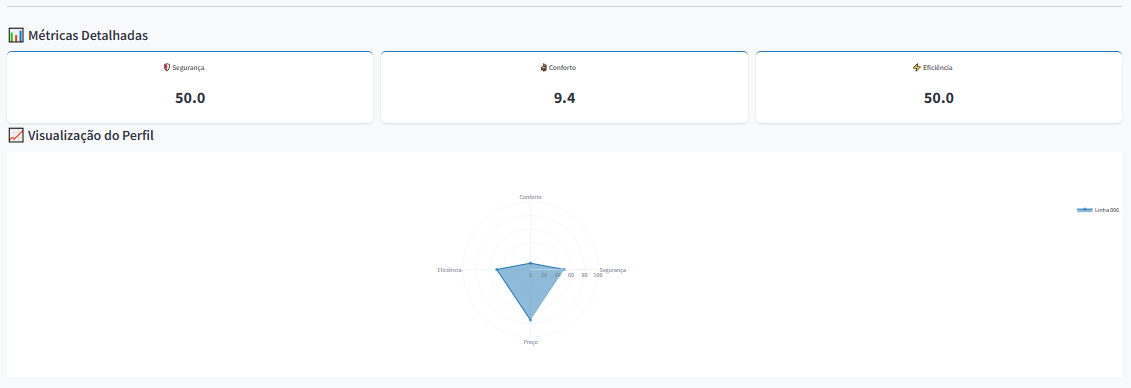 Métricas Detalhadas
Segurança
Conforto
Eficiência
50.0
9.4
50.0
Visualização do Perfil
Conforto
Linha 006
Eficiência
Segurança
0 20 40 60 80 100
Preço